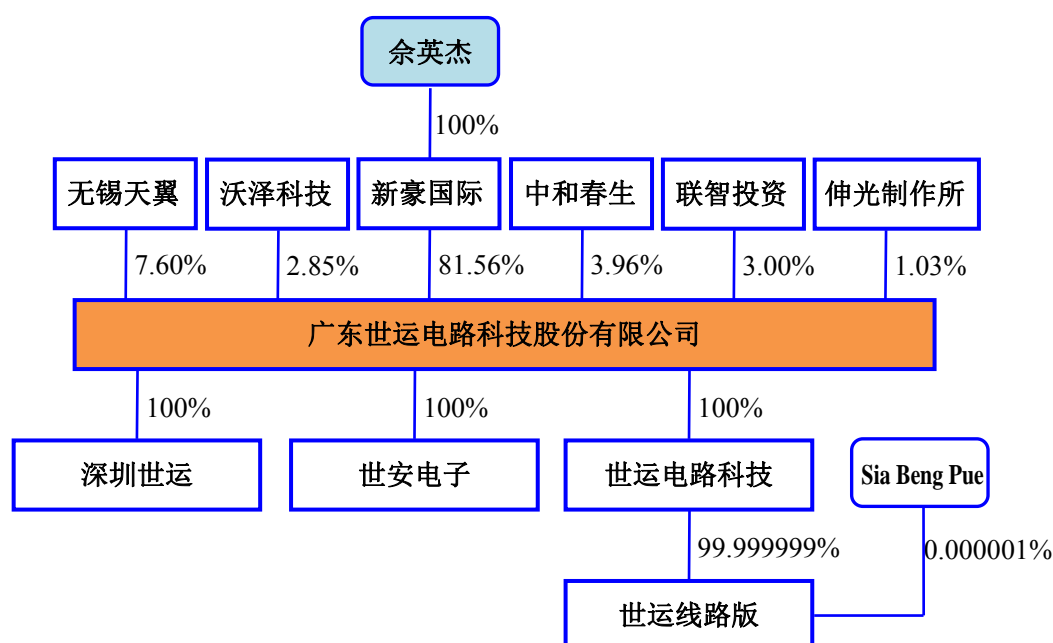 佘英杰
100%
无锡天翼
沃泽科技
新豪国际
中和春生
联智投资
伸光制作所
7.60%
2.85%
81.56%
3.96%
3.00%
1.03%
广东世运电路科技股份有限公司
100%
100%
100%
深圳世运
世安电子
世运电路科技
Sia Beng Pue
99.999999%
0.000001%
世运线路版